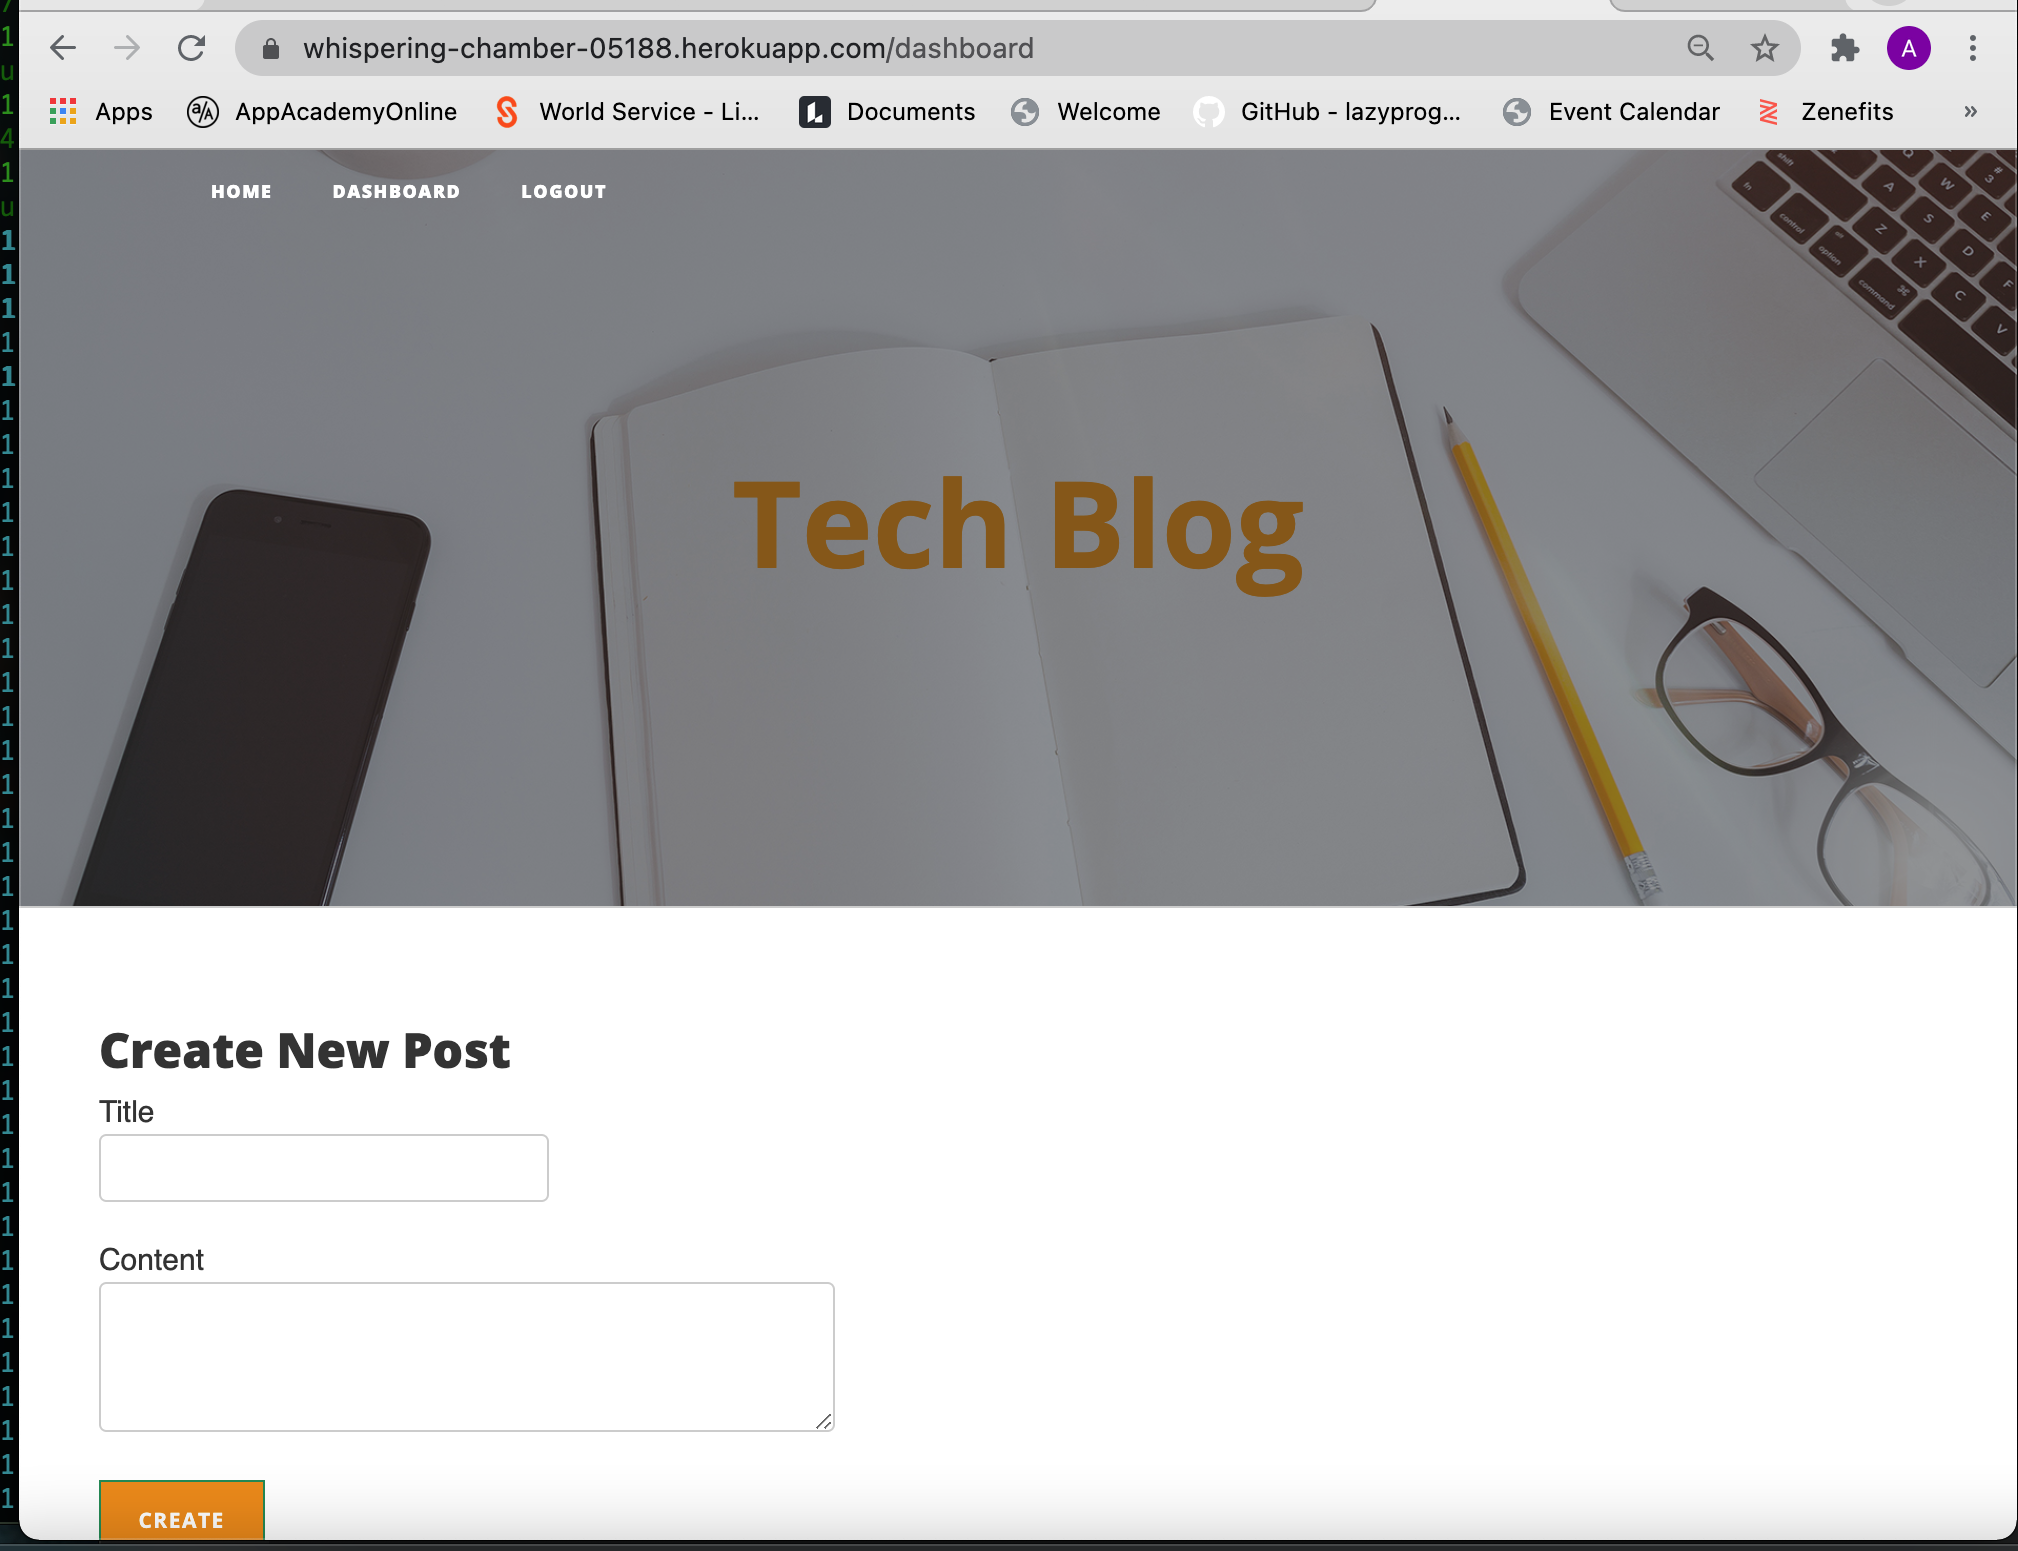 whispering-chamber-05188.herokuapp.com/dashboard
A
Apps
AppAcademyOnline
World Service - Li...
Documents
Welcome
GitHub - lazyprog...
Event Calendar
Zenefits
»
HOME DASHBOARD LOGOUT
Tech Blog
Create New Post
Title
Content
CREATE